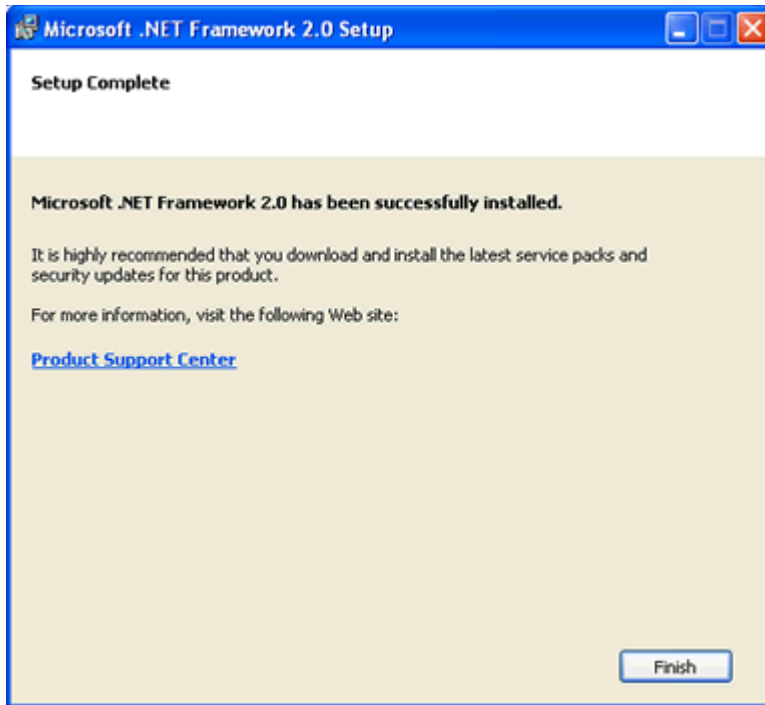 Microsoft .NET Framework 2.0 Setup
Setup Complete
Microsoft .NET Framework 2.0 has been successfully installed.
It is highly recommended that you download and install the latest service packs and
security updates for this product.
For more information, visit the following Web site:
Product Support Center
Finish